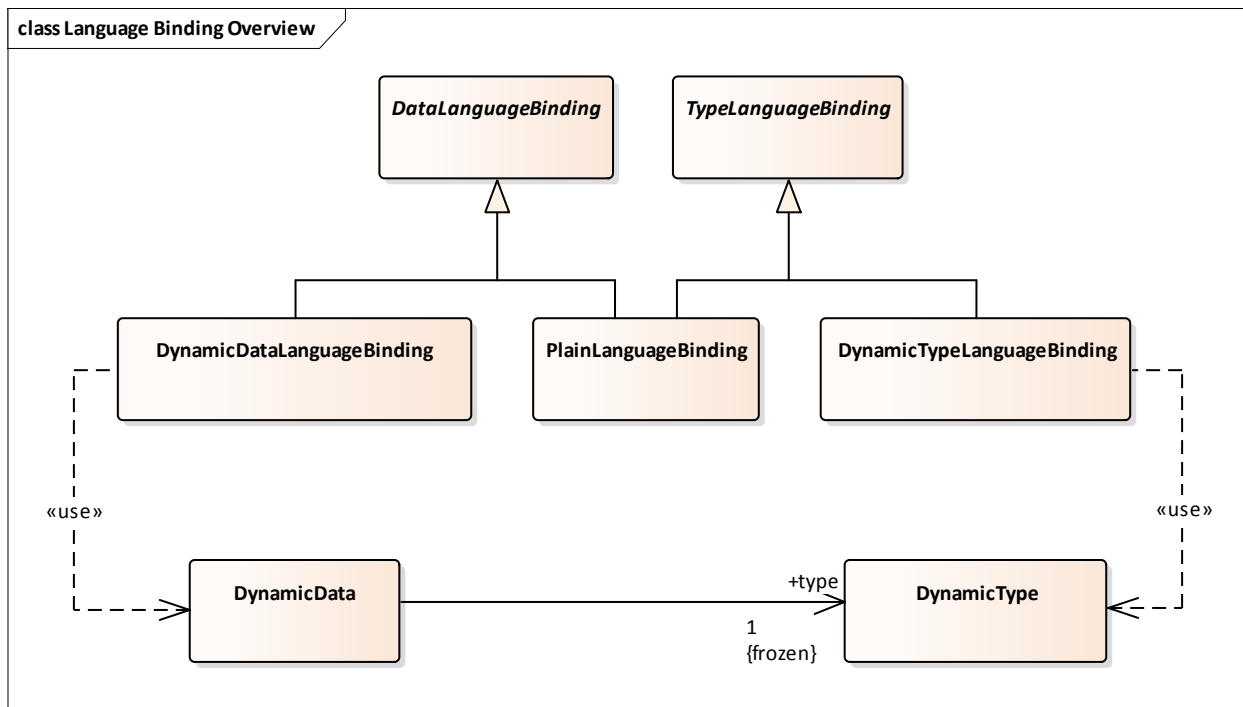 class Language Binding Overview
DataLanguageBinding
TypeLanguageBinding
DynamicDataLanguageBinding
PlainLanguageBinding
DynamicTypeLanguageBinding
«use»
«use»
DynamicData
+type
DynamicType
1
{frozen}